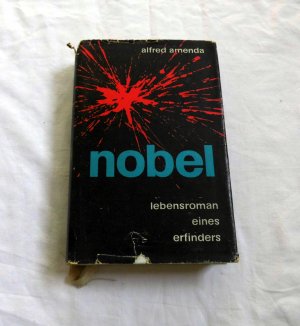 alfred amenda
nobel
lebensroman
eines
erfinders